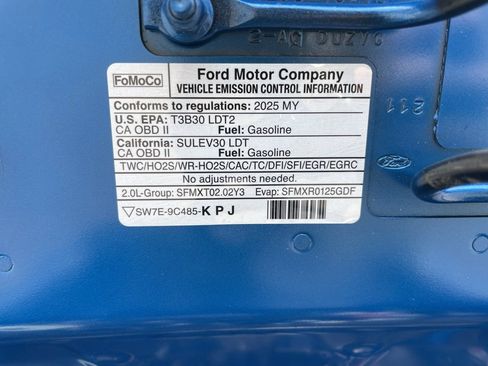 FoMoCo
Ford Motor Company
VEHICLE EMISSION CONTROL INFORMATION
Conforms to regulations: 2025 MY
U.S. EPA: T3B30 LDT2
CA OBD II Fuel: Gasoline
California: SULEV30 LDT
CA OBD II Fuel: Gasoline
TWC/HO2S/WR-HO2S/CAC/TC/DFI/SFI/EGR/EGRC
No adjustments needed.
2.0L-Group: SFMXT02.02Y3 Evap: SFMXR0125GDF
SW7E-9C485-K P J
Ford